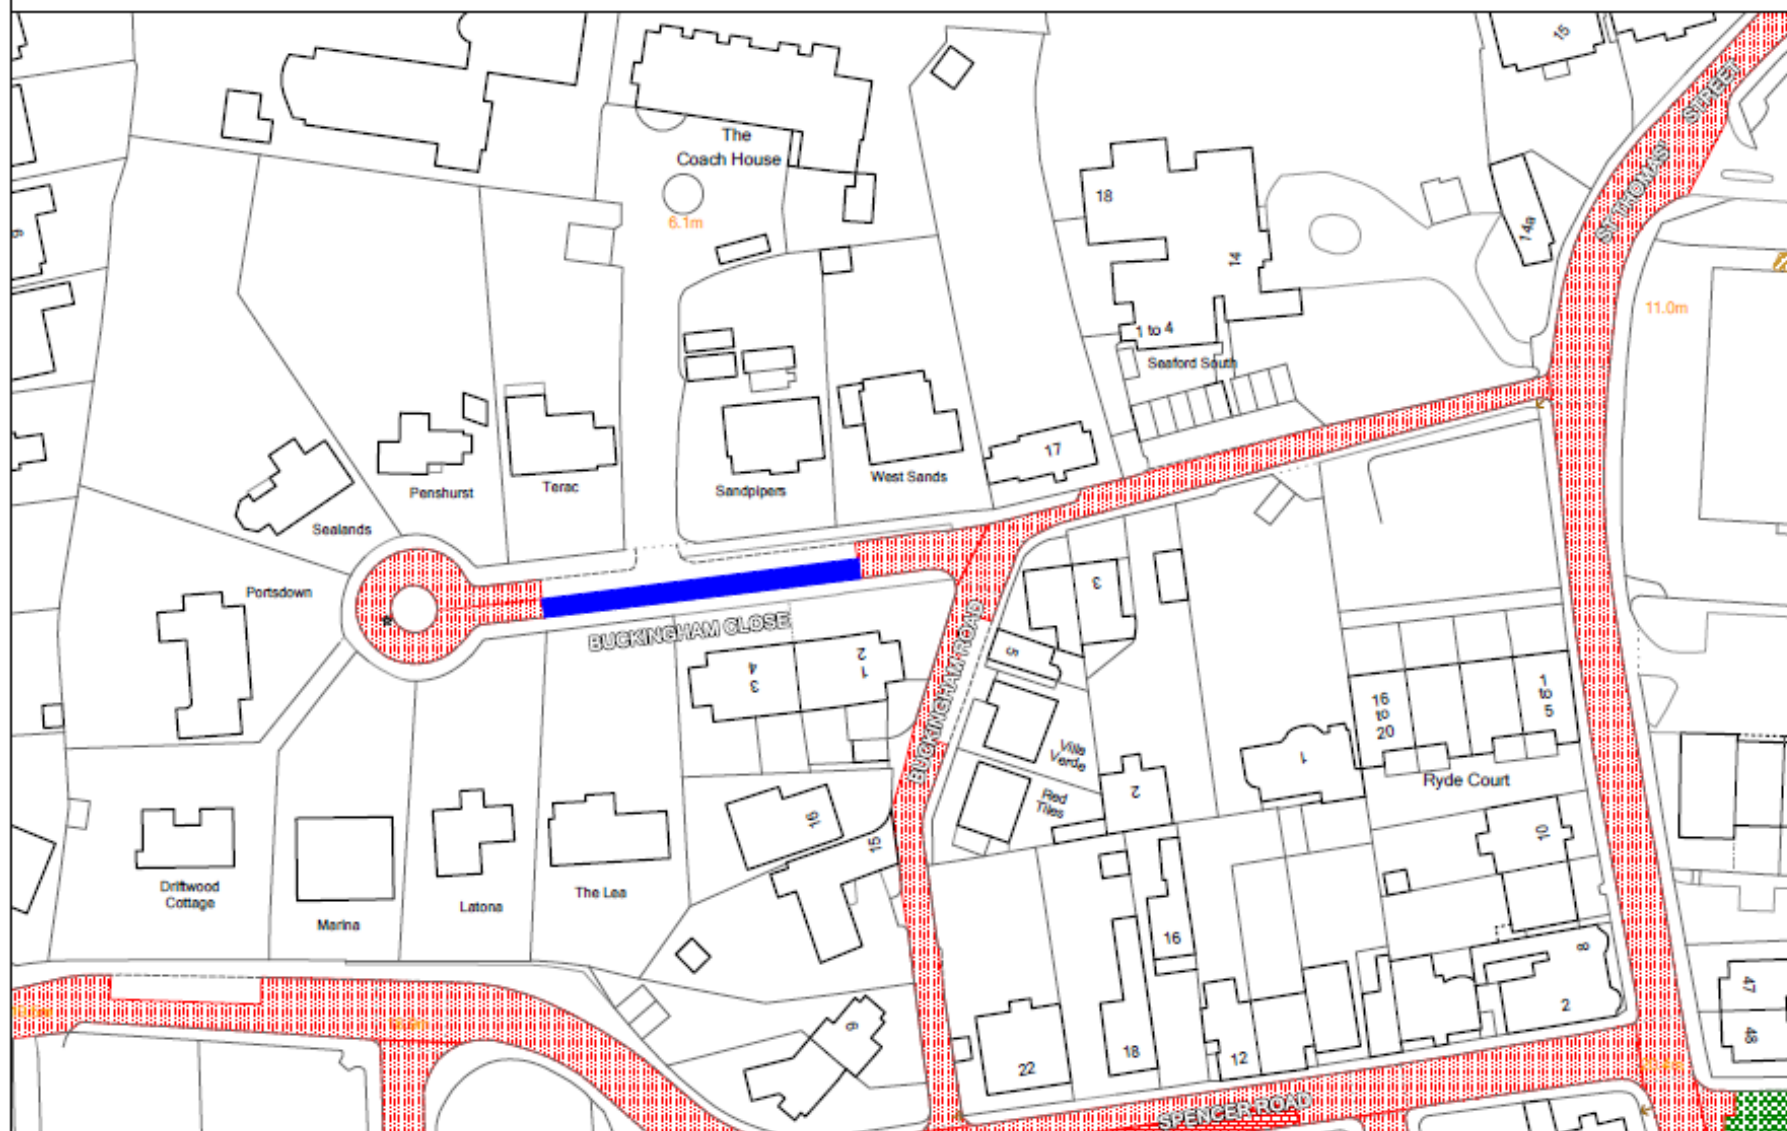 15
The
Coach House
6.1m
18
14
14a
ST THOMAS' STREET
9
11.0m
1 to 4
Seaford South
17
West Sands
Sandpipers
Terac
Penshurst
Sealands
Portsdown
BUCKINGHAM CLOSE
BUCKINGHAM ROAD
3
5
4
3
2
1
Villa
Verde
Red
Tiles
2
1
16
to
20
1
to
5
Ryde Court
10
19
15
Driftwood
Cottage
Marina
Latona
The Lea
16
18
22
12
8
2
47
48
9
SPENCER ROAD